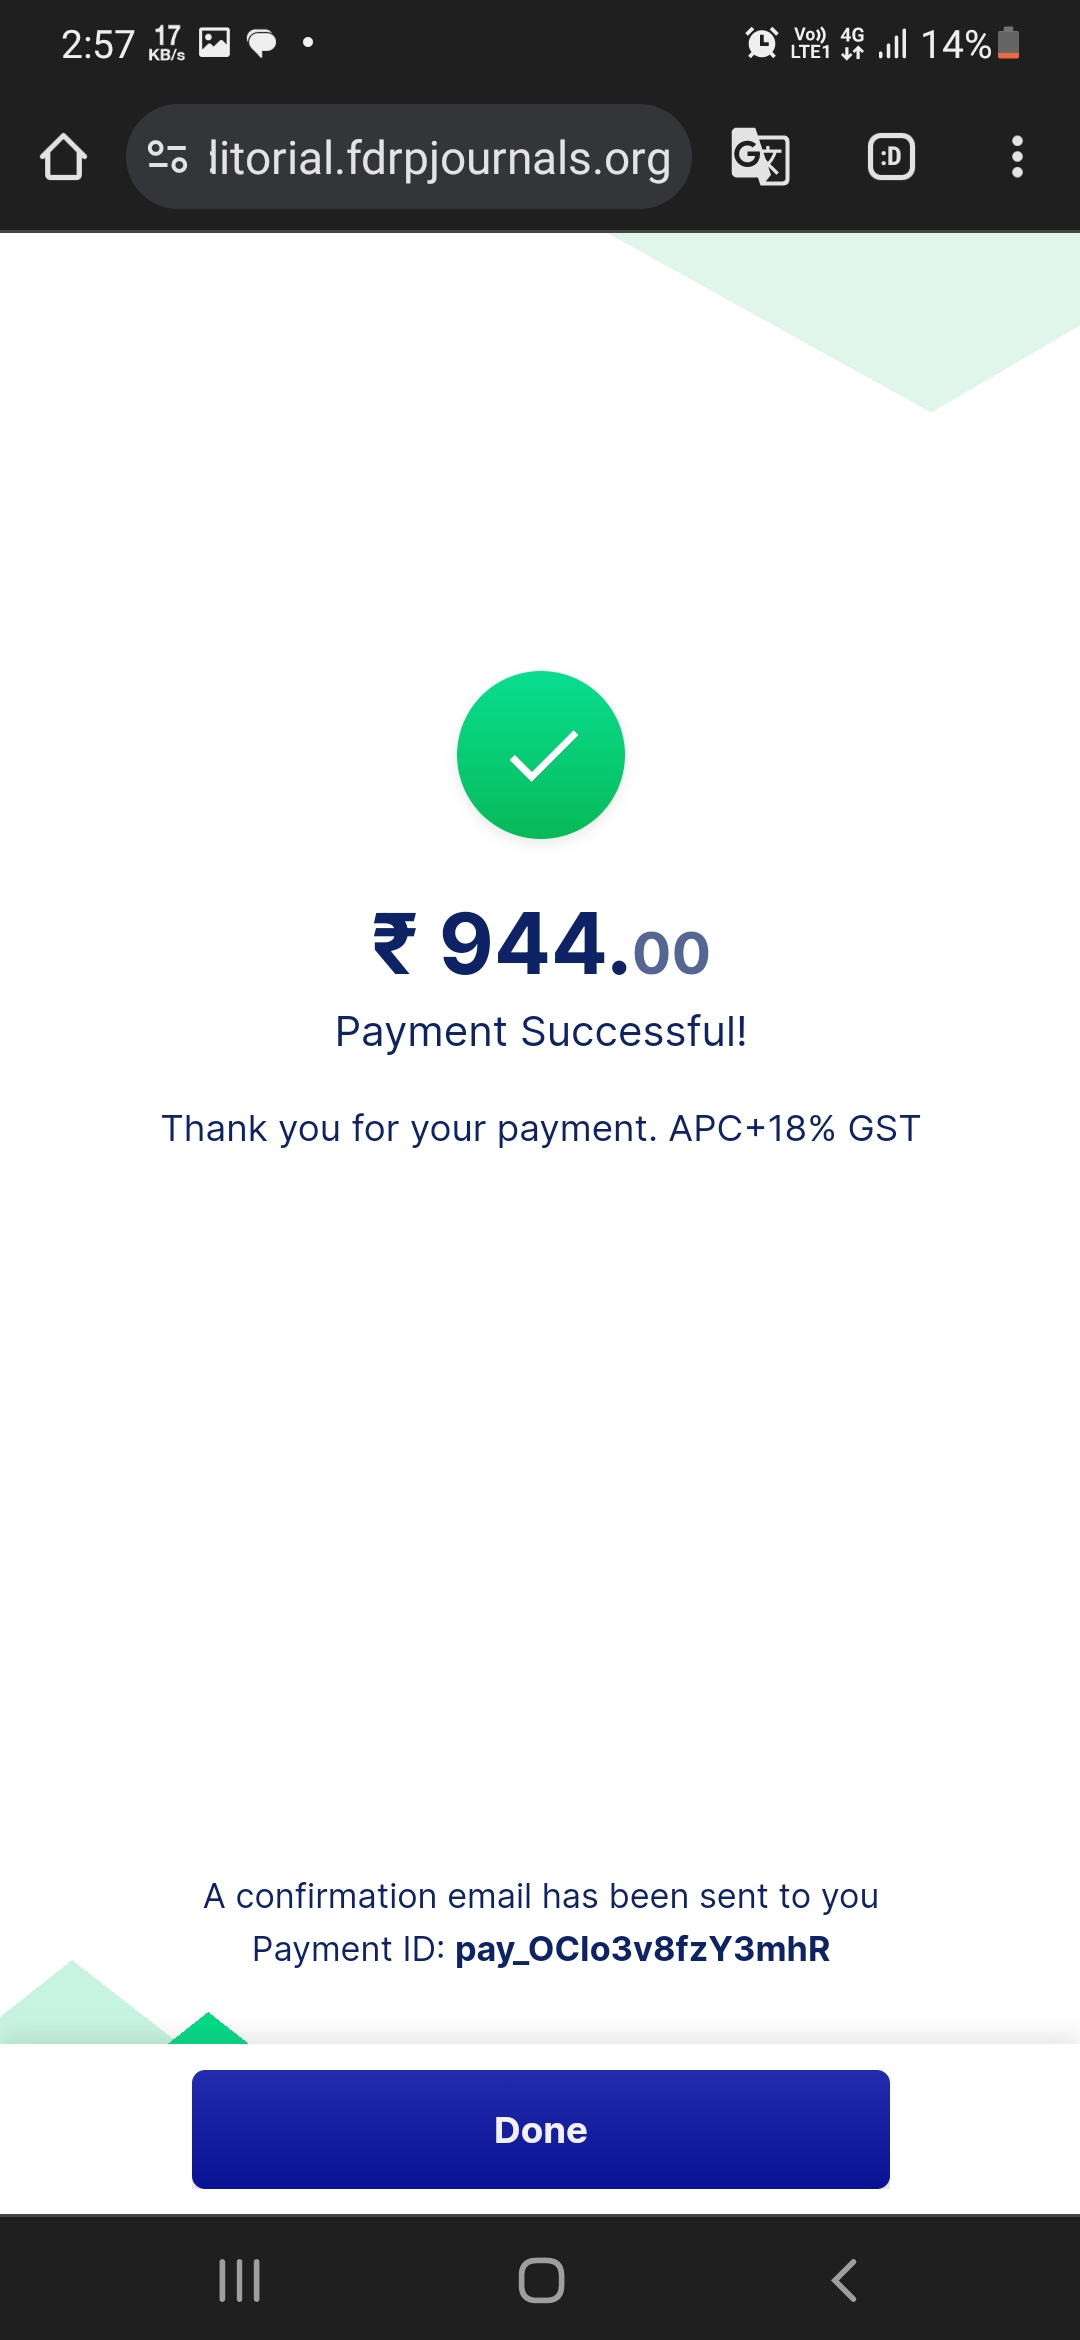 2:57 17 KB/s Vo)) LTE1 4G 14%
litorial.fdrpjournals.org :D
₹ 944.00
Payment Successful!
Thank you for your payment. APC+18% GST
A confirmation email has been sent to you
Payment ID: pay_OCIo3v8fzY3mhR
Done